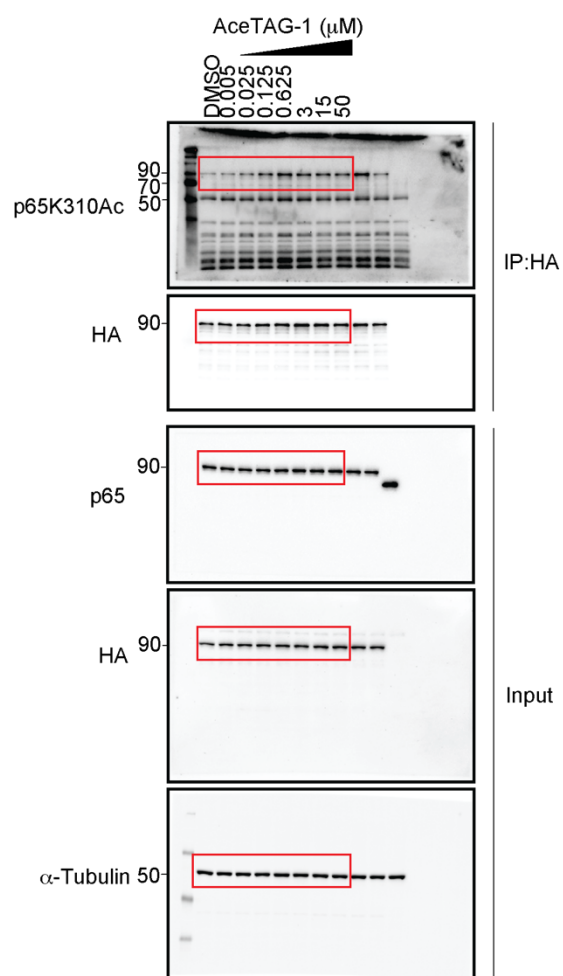 AceTAG-1 (μM)
DMSO
0.005
0.025
0.125
0.625
3
15
50
90
70
50
p65K310Ac
IP:HA
90
HA
90
p65
90
HA
Input
α-Tubulin 50